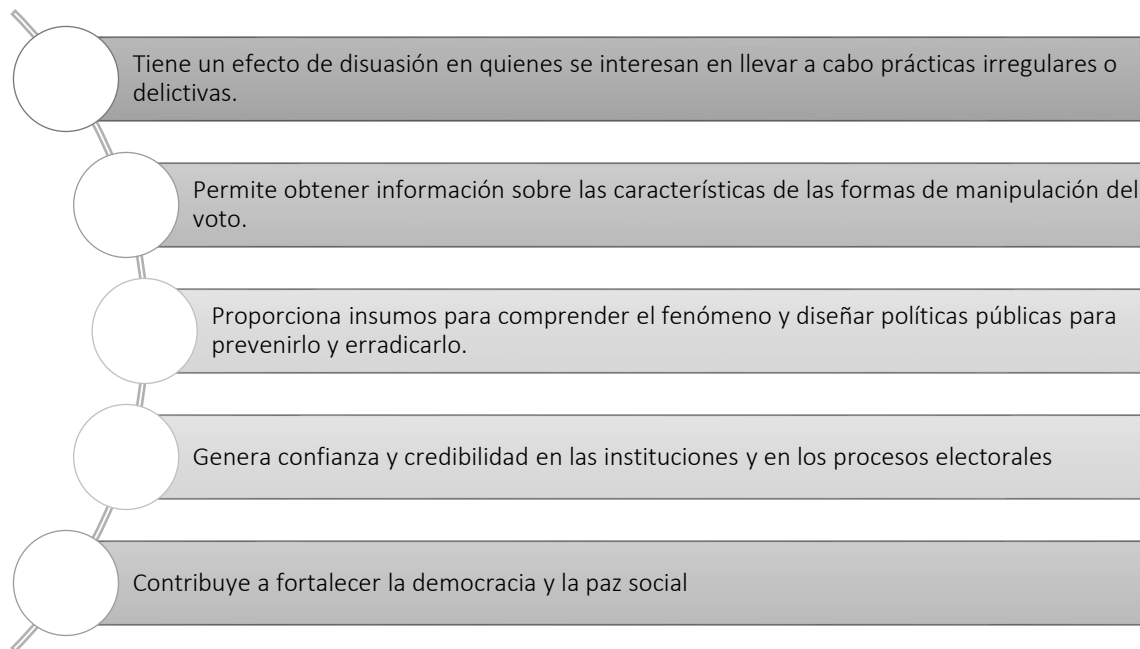 Tiene un efecto de disuasión en quienes se interesan en llevar a cabo prácticas irregulares o
delictivas.
Permite obtener información sobre las características de las formas de manipulación del
voto.
Proporciona insumos para comprender el fenómeno y diseñar políticas públicas para
prevenirlo y erradicarlo.
Genera confianza y credibilidad en las instituciones y en los procesos electorales
Contribuye a fortalecer la democracia y la paz social